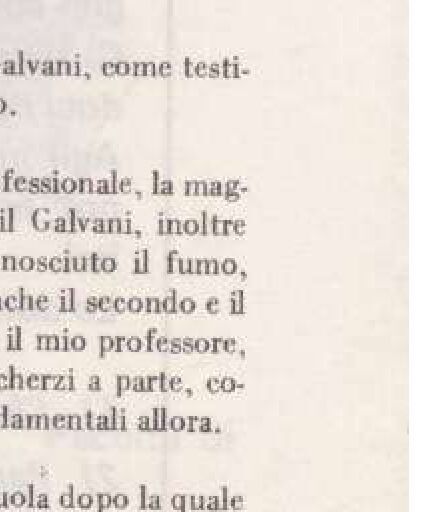 alvani, come testi-
o.
fessionale, la mag-
il Galvani, inoltre
nosciuto il fumo,
nche il secondo e il
il mio professore,
cherzi a parte, co-
damentali allora.
uola dopo la quale